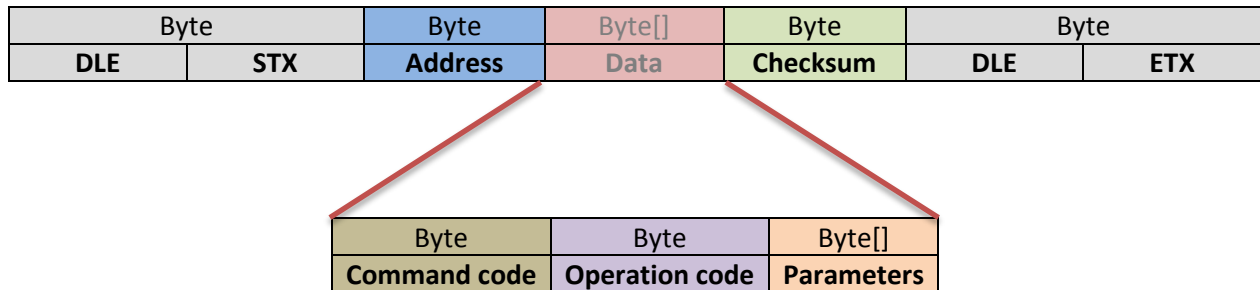 Byte Byte Byte[] Byte Byte
DLE STX Address Data Checksum DLE ETX
Byte Byte Byte[]
Command code Operation code Parameters